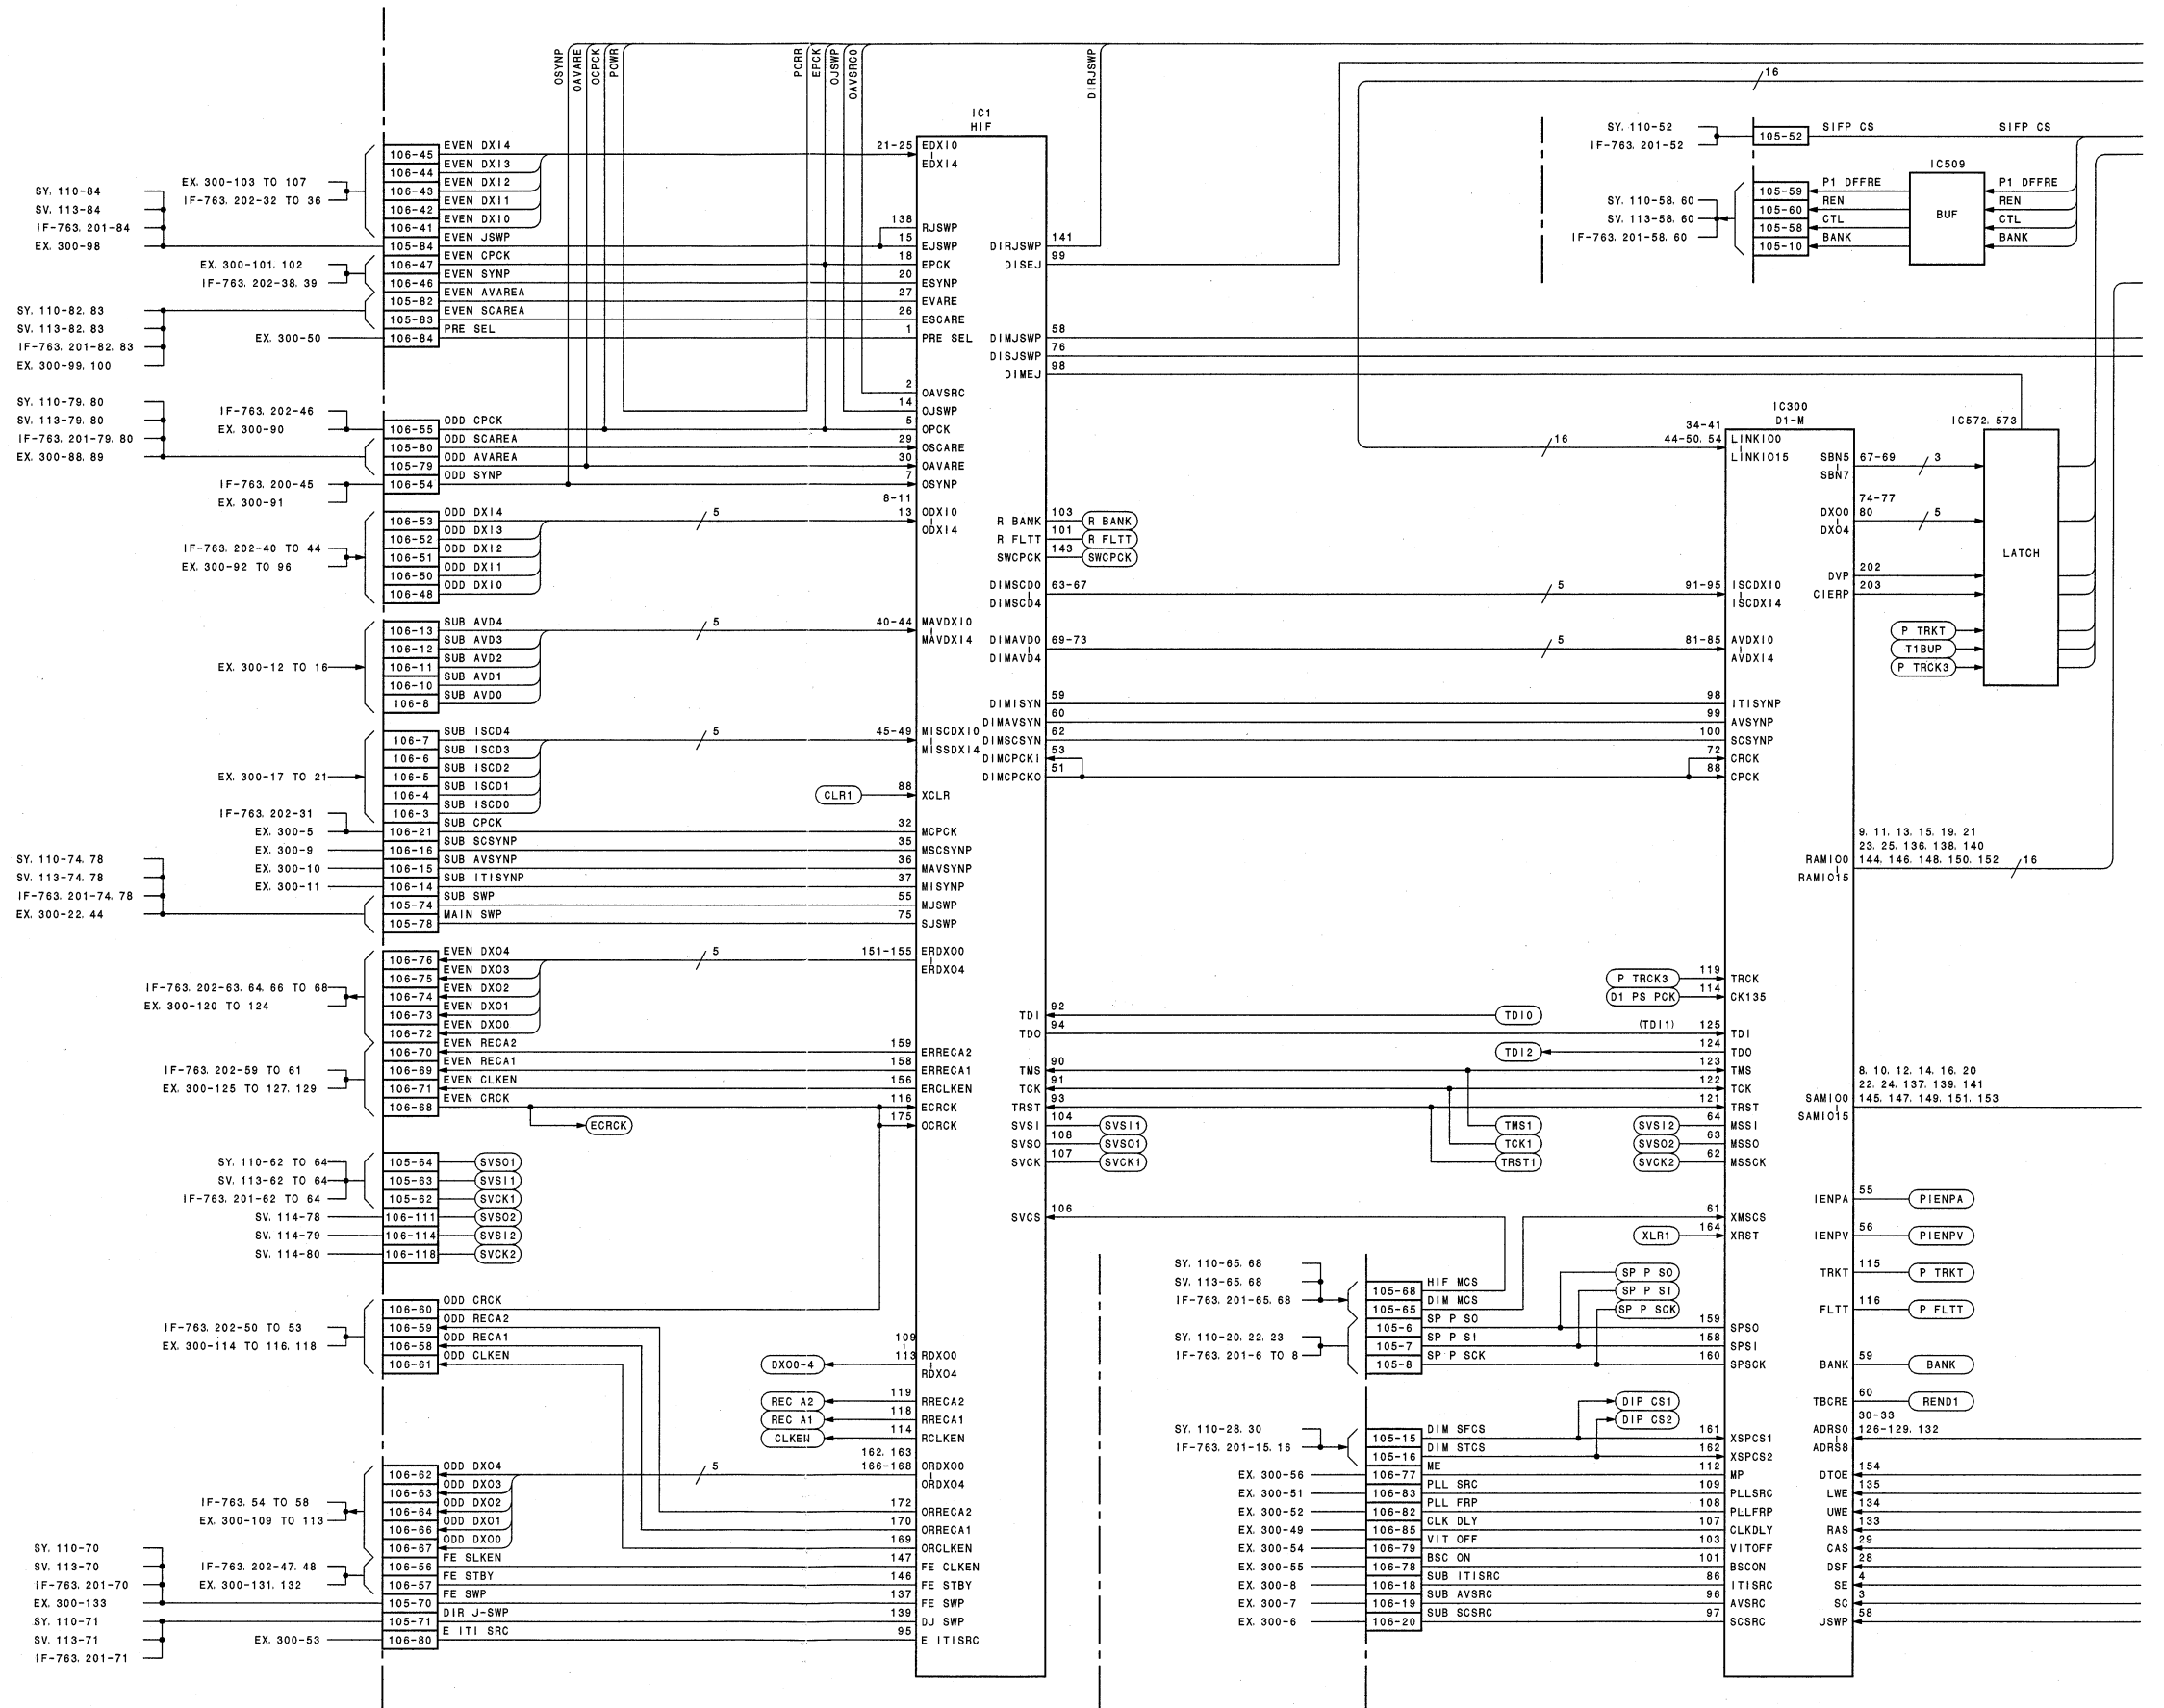 OSYNP
OAVARE
OCPCK
POWR
PORR
EPCK
OJSWP
OAVSRCO
DIRJSWP
16
IC1
HIF
SY. 110-84
SV. 113-84
IF-763. 201-84
EX. 300-98
EX. 300-103 TO 107
IF-763. 202-32 TO 36
EX. 300-101. 102
IF-763. 202-38. 39
SY. 110-82. 83
SV. 113-82. 83
IF-763. 201-82. 83
EX. 300-99. 100
EX. 300-50
106-45 EVEN DXI4
106-44 EVEN DXI3
106-43 EVEN DXI2
106-42 EVEN DXI1
106-41 EVEN DXI0
105-84 EVEN JSWP
106-47 EVEN CPCK
106-46 EVEN SYNP
105-82 EVEN AVAREA
105-83 EVEN SCAREA
106-84 PRE SEL
21-25 EDXI0
EDXI4
138 RJSWP
15 EJSWP
18 EPCK
20 ESYNP
27 EVARE
26 ESCARE
1 PRE SEL
2 OAVSRC
14 OJSWP
5 OPCK
29 OSCARE
30 OAVARE
7 OSYNP
8-11
13 ODXI0
ODXI4
DIRJSWP 141
DISEJ 99
DIMJSWP 58
DISJSWP 76
DIMEJ 98
SY. 110-79. 80
SV. 113-79. 80
IF-763. 201-79. 80
EX. 300-88. 89
IF-763. 202-46
EX. 300-90
IF-763. 200-45
EX. 300-91
IF-763. 202-40 TO 44
EX. 300-92 TO 96
106-55 ODD CPCK
105-80 ODD SCAREA
105-79 ODD AVAREA
106-54 ODD SYNP
106-53 ODD DXI4
106-52 ODD DXI3
106-51 ODD DXI2
106-50 ODD DXI1
106-48 ODD DXI0
5
R BANK 103 R BANK
R FLTT 101 R FLTT
SWCPCK 143 SWCPCK
DIMSCD0 63-67
DIMSCD4
5
DIMAVD0 69-73
DIMAVD4
5
DIMISYN 59
DIMAVSYN 60
DIMSCSYN 62
DIMCPCKI 53
DIMCPCKO 51
EX. 300-12 TO 16
106-13 SUB AVD4
106-12 SUB AVD3
106-11 SUB AVD2
106-10 SUB AVD1
106-8 SUB AVD0
5
40-44 MAVDXI0
MAVDXI4
EX. 300-17 TO 21
106-7 SUB ISCD4
106-6 SUB ISCD3
106-5 SUB ISCD2
106-4 SUB ISCD1
106-3 SUB ISCD0
5
45-49 MISCDXI0
MISSDXI4
CLR1 88 XCLR
IF-763. 202-31
EX. 300-5
EX. 300-9
EX. 300-10
EX. 300-11
SY. 110-74. 78
SV. 113-74. 78
IF-763. 201-74. 78
EX. 300-22. 44
106-21 SUB CPCK 32 MCPCK
106-16 SUB SCSYNP 35 MSCSYNP
106-15 SUB AVSYNP 36 MAVSYNP
106-14 SUB ITISYNP 37 MISYNP
105-74 SUB SWP 55 MJSWP
105-78 MAIN SWP 75 SJSWP
IF-763. 202-63. 64. 66 TO 68
EX. 300-120 TO 124
106-76 EVEN DXO4
106-75 EVEN DXO3
106-74 EVEN DXO2
106-73 EVEN DXO1
106-72 EVEN DXO0
5
151-155 ERDXO0
ERDXO4
IF-763. 202-59 TO 61
EX. 300-125 TO 127. 129
106-70 EVEN RECA2 159 ERRECA2
106-69 EVEN RECA1 158 ERRECA1
106-71 EVEN CLKEN 156 ERCLKEN
106-68 EVEN CRCK 116 ECRCK
ECRCK 175 OCRCK
TDI 92 TDI0
TDO 94
TMS 90
TCK 91
TRST 93
SVSI 104 SVSI1
SVSO 108 SVSO1
SVCK 107 SVCK1
SVCS 106
SY. 110-62 TO 64
SV. 113-62 TO 64
IF-763. 201-62 TO 64
SV. 114-78
SV. 114-79
SV. 114-80
105-64 SVSO1
105-63 SVSI1
105-62 SVCK1
106-111 SVSO2
106-114 SVSI2
106-118 SVCK2
IF-763. 202-50 TO 53
EX. 300-114 TO 116. 118
106-60 ODD CRCK
106-59 ODD RECA2
106-58 ODD RECA1
106-61 ODD CLKEN
DXO0-4 109
113 RDXO0
RDXO4
REC A2 119 RRECA2
REC A1 118 RRECA1
CLKEN 114 RCLKEN
IF-763. 54 TO 58
EX. 300-109 TO 113
106-62 ODD DXO4
106-63 ODD DXO3
106-64 ODD DXO2
106-66 ODD DXO1
106-67 ODD DXO0
5
162. 163
166-168 ORDXO0
ORDXO4
172 ORRECA2
170 ORRECA1
169 ORCLKEN
SY. 110-70
SV. 113-70
IF-763. 201-70
EX. 300-133
SY. 110-71
SV. 113-71
IF-763. 201-71
IF-763. 202-47. 48
EX. 300-131. 132
EX. 300-53
106-56 FE SLKEN 147 FE CLKEN
106-57 FE STBY 146 FE STBY
105-70 FE SWP 137 FE SWP
105-71 DIR J-SWP 139 DJ SWP
106-80 E ITI SRC 95 E ITISRC
SY. 110-52
IF-763. 201-52
105-52 SIFP CS SIFP CS
SY. 110-58. 60
SV. 113-58. 60
IF-763. 201-58. 60
IC509
BUF
105-59 P1 DFFRE P1 DFFRE
105-60 REN REN
105-58 CTL CTL
105-10 BANK BANK
IC300
D1-M
IC572. 573
LATCH
34-41
16 44-50. 54 LINKIO0
LINKIO15
SBN5 67-69 3
SBN7
74-77
DXO0 80 5
DXO4
DVP 202
CIERP 203
P TRKT
T1BUP
P TRCK3
91-95 ISCDXI0
ISCDXI4
81-85 AVDXI0
AVDXI4
98 ITISYNP
99 AVSYNP
100 SCSYNP
72 CRCK
88 CPCK
9. 11. 13. 15. 19. 21
23. 25. 136. 138. 140
RAMIO0 144. 146. 148. 150. 152 16
RAMIO15
P TRCK3 119 TRCK
D1 PS PCK 114 CK135
(TDI1) 125 TDI
TDI2 124 TDO
123 TMS
122 TCK
121 TRST
TMS1
TCK1
TRST1
SVSI2 64 MSSI
SVSO2 63 MSSO
SVCK2 62 MSSCK
8. 10. 12. 14. 16. 20
22. 24. 137. 139. 141
SAMIO0 145. 147. 149. 151. 153
SAMIO15
61 XMSCS
XLR1 164 XRST
IENPA 55 PIENPA
IENPV 56 PIENPV
TRKT 115 P TRKT
FLTT 116 P FLTT
BANK 59 BANK
TBCRE 60 REND1
SY. 110-65. 68
SV. 113-65. 68
IF-763. 201-65. 68
SY. 110-20. 22. 23
IF-763. 201-6 TO 8
105-68 HIF MCS
105-65 DIM MCS
105-6 SP P SO
105-7 SP P SI
105-8 SP P SCK
SP P SO
SP P SI
SP P SCK
159 SPSO
158 SPSI
160 SPSCK
DIP CS1
DIP CS2
SY. 110-28. 30
IF-763. 201-15. 16
105-15 DIM SFCS 161 XSPCS1
105-16 DIM STCS 162 XSPCS2
EX. 300-56 106-77 ME 112 MP
EX. 300-51 106-83 PLL SRC 109 PLLSRC
EX. 300-52 106-82 PLL FRP 108 PLLFRP
EX. 300-49 106-85 CLK DLY 107 CLKDLY
EX. 300-54 106-79 VIT OFF 103 VITOFF
EX. 300-55 106-78 BSC ON 101 BSCON
EX. 300-8 106-18 SUB ITISRC 86 ITISRC
EX. 300-7 106-19 SUB AVSRC 96 AVSRC
EX. 300-6 106-20 SUB SCSRC 97 SCSRC
30-33
ADRS0 126-129. 132
ADRS8
DTOE 154
LWE 135
UWE 134
RAS 133
CAS 29
DSF 28
SE 4
SC 3
JSWP 58